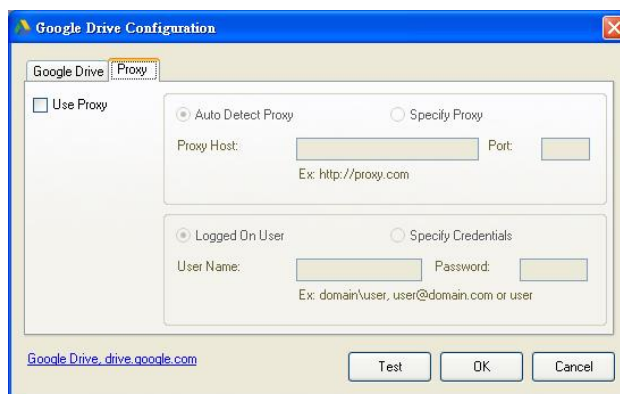 Google Drive Configuration
Google Drive Proxy
Use Proxy
Auto Detect Proxy Specify Proxy
Proxy Host: Port:
Ex: http://proxy.com
Logged On User Specify Credentials
User Name: Password:
Ex: domain\user, user@domain.com or user
Google Drive, drive.google.com
Test OK Cancel